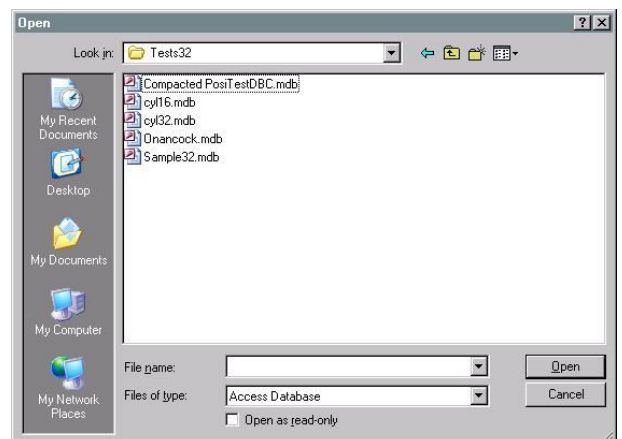 Open
Look in: Tests32
My Recent
Documents
Desktop
My Documents
My Computer
My Network
Places
Compacted PosiTestDBC.mdb
cyl16.mdb
cyl32.mdb
Onancock.mdb
Sample32.mdb
File name:
Open
Files of type: Access Database
Cancel
Open as read-only